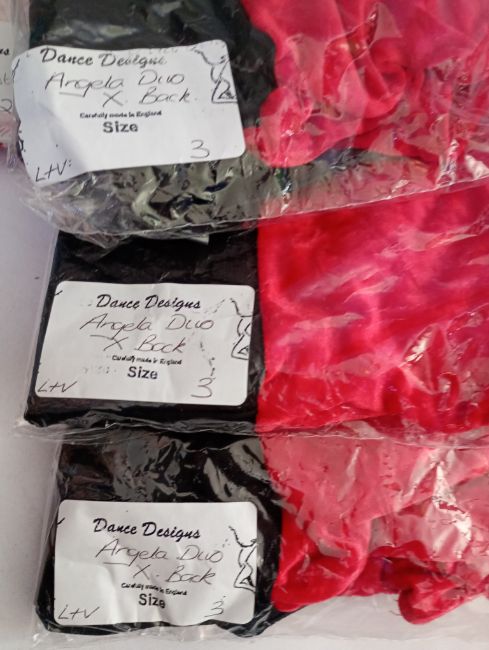 Dance Designs
Angela Duo
X. Back
Carefully made in England
Size
3
L+V:
Dance Designs
Angela Duo
X Back
Carefully made in England
Size
3
L+V
Dance Designs
Angela Duo
X. Back
Carefully made in England
Size
3
L+V